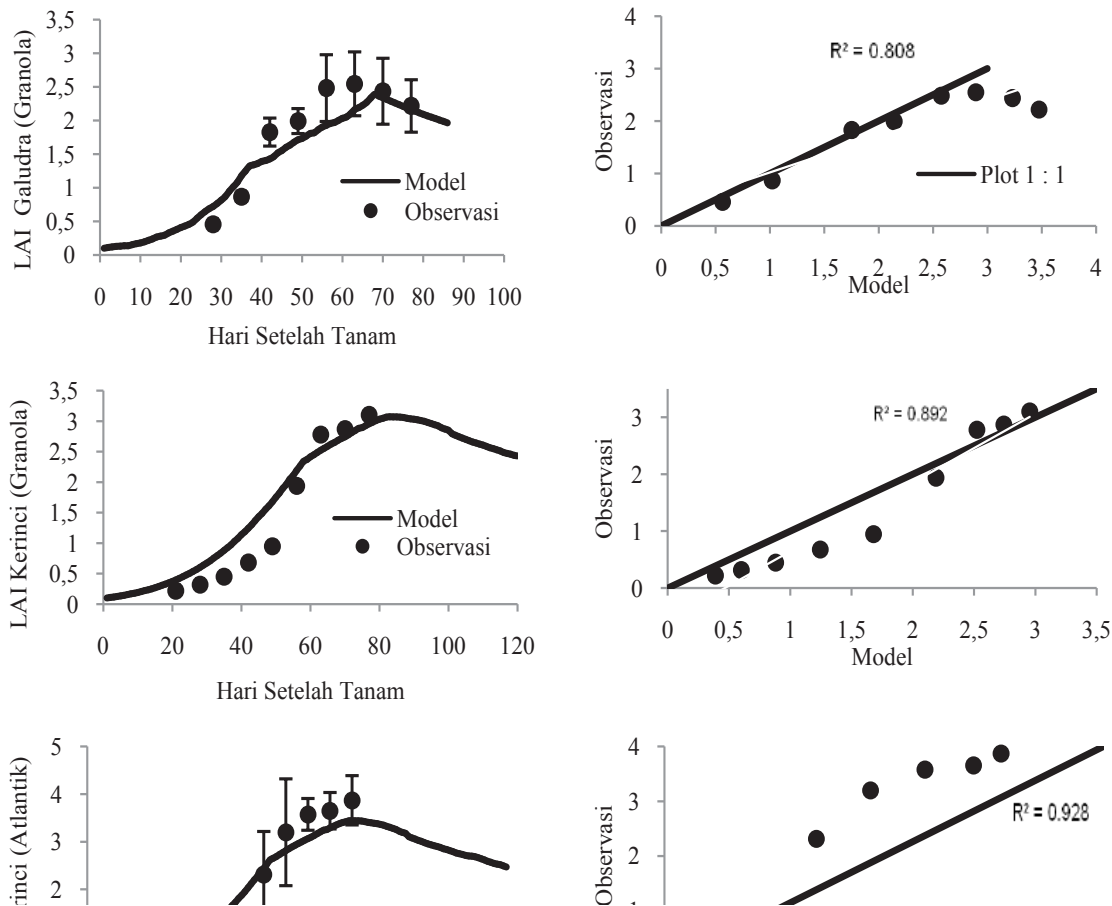 3,5
3
2,5
2
1,5
1
0,5
0
LAI Galudra (Granola)
Model
Observasi
0 10 20 30 40 50 60 70 80 90 100
Hari Setelah Tanam
4
3
2
1
0
Observasi
R² = 0.808
Plot 1 : 1
0 0,5 1 1,5 2 2,5 3 3,5 4
Model
3,5
3
2,5
2
1,5
1
0,5
0
LAI Kerinci (Granola)
Model
Observasi
0 20 40 60 80 100 120
Hari Setelah Tanam
3
2
1
0
Observasi
R² = 0.892
0 0,5 1 1,5 2 2,5 3 3,5
Model
5
4
3
2
rinci (Atlantik)
4
3
2
Observasi
R² = 0.928